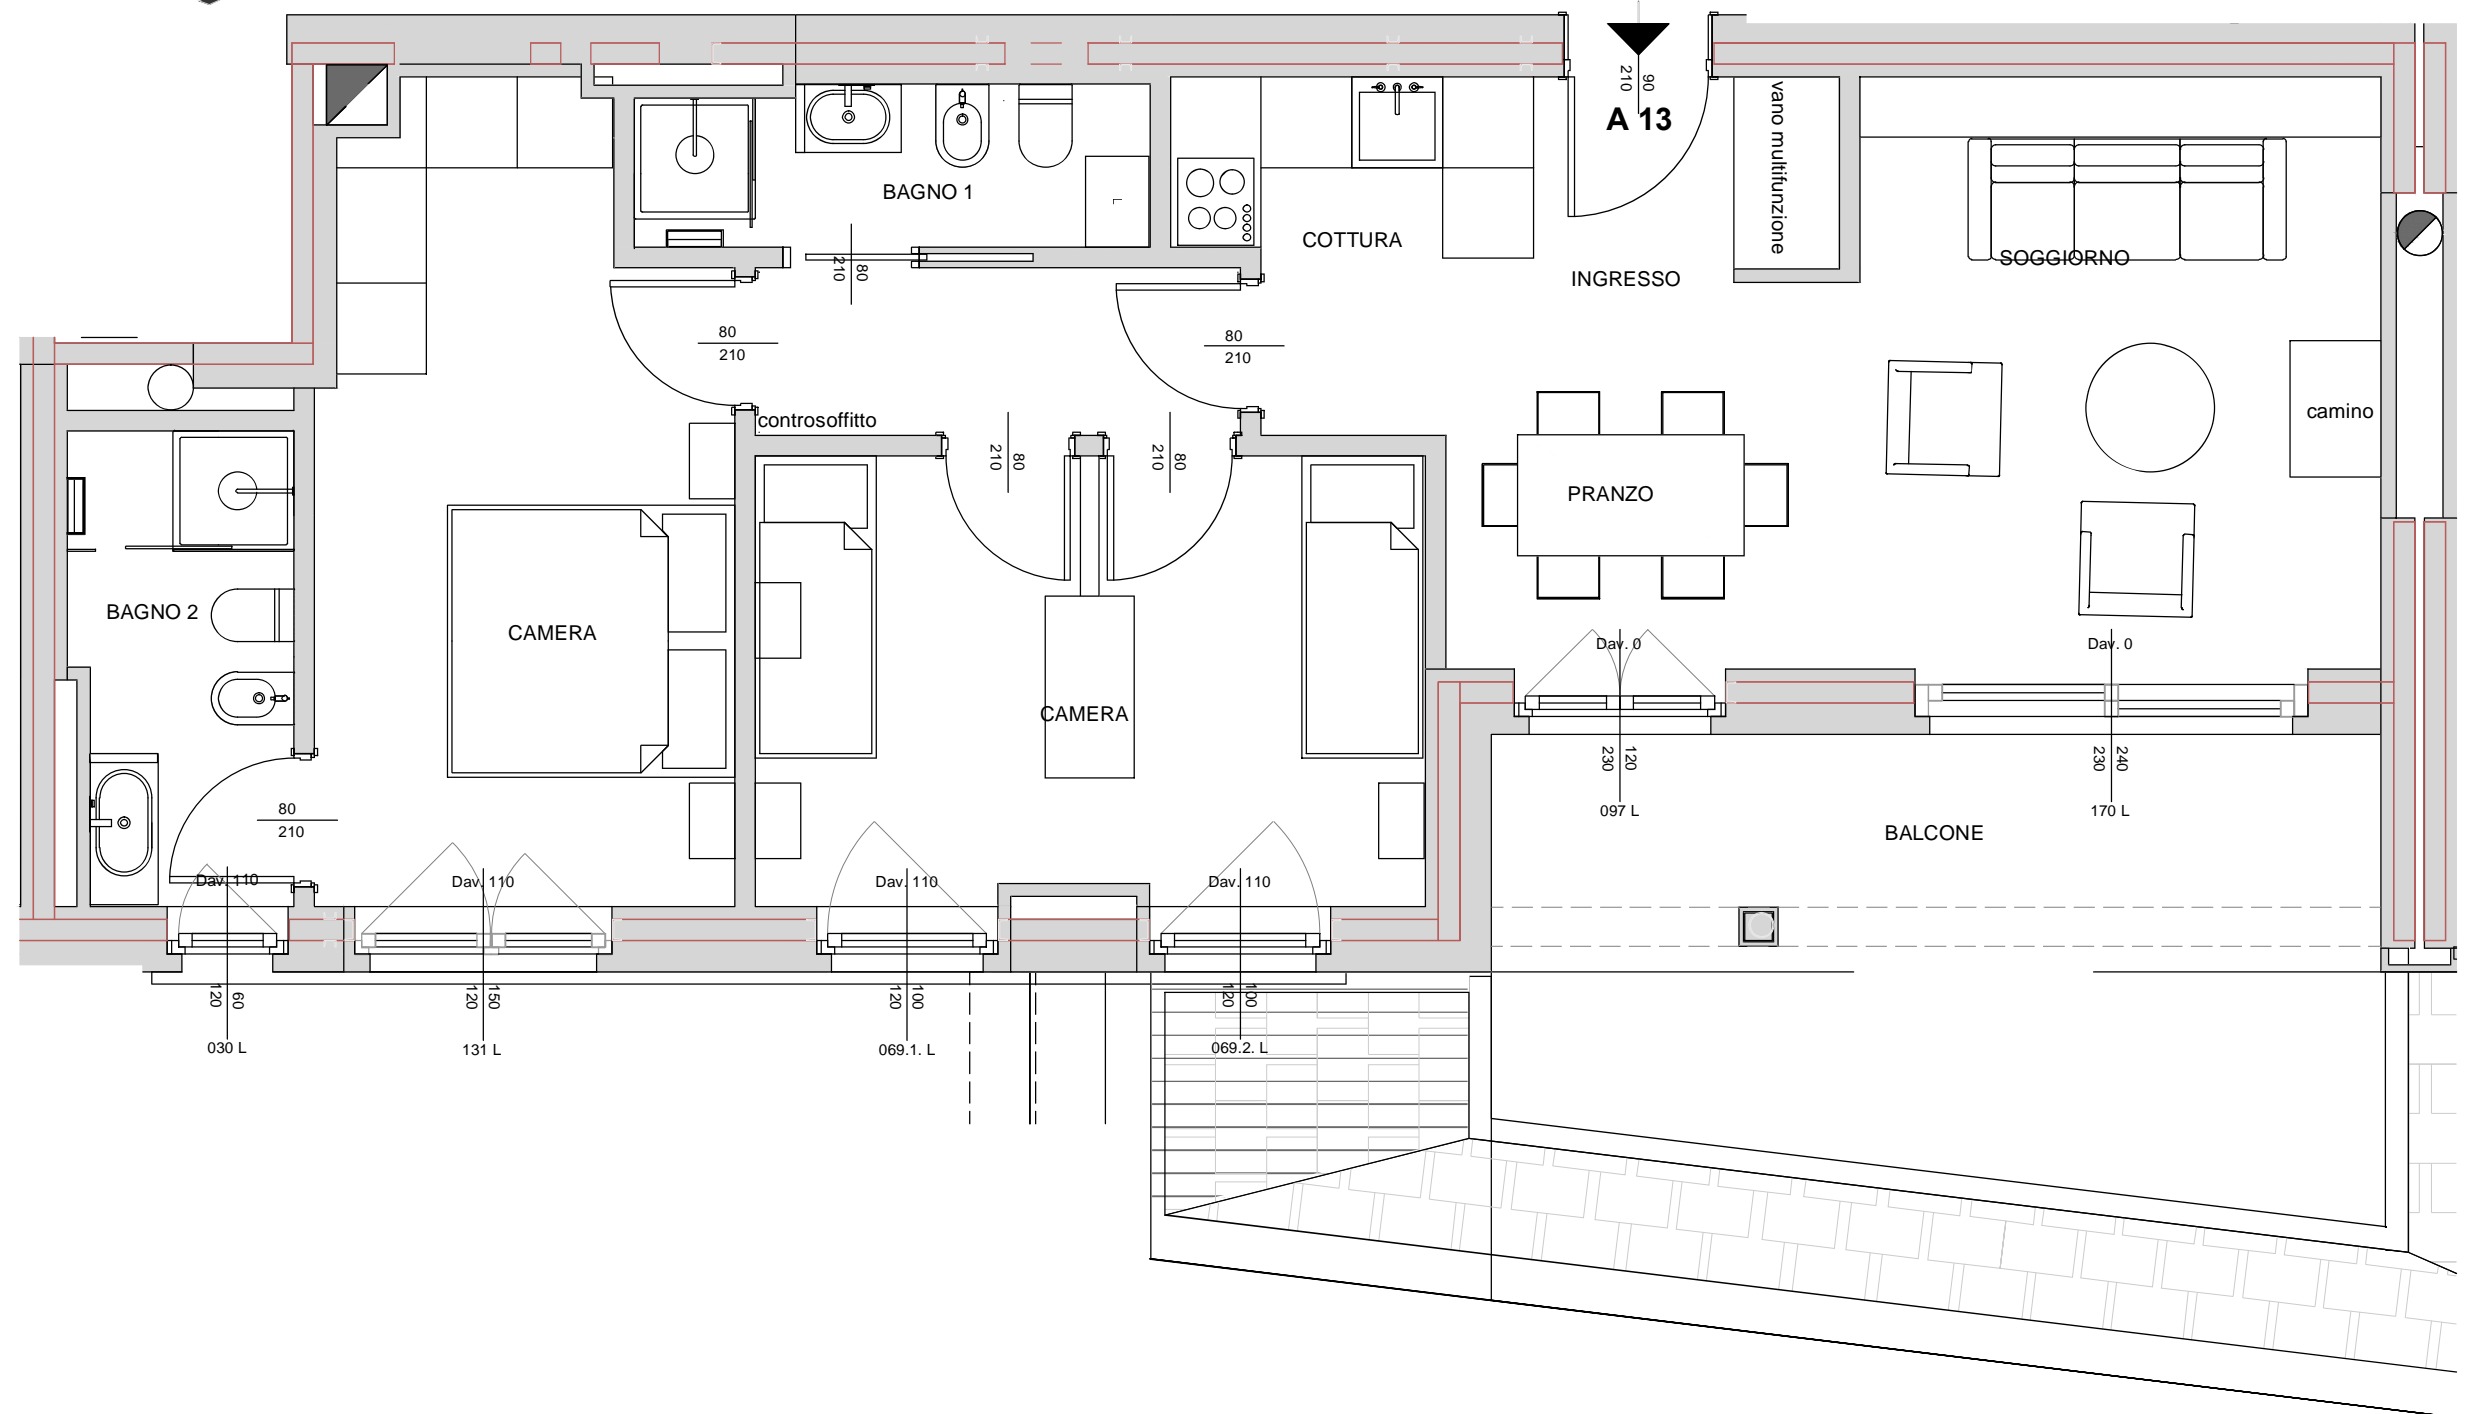 90
210
A 13
vano multifunzione
BAGNO 1
L
COTTURA
INGRESSO
SOGGIORNO
80
210
80
210
80
210
camino
controsoffitto
80
210
80
210
PRANZO
BAGNO 2
CAMERA
CAMERA
Dav. 0
Dav. 0
120
230
240
230
097 L
170 L
80
210
BALCONE
Dav. 110
Dav. 110
Dav. 110
Dav. 110
60
120
150
120
100
120
100
120
030 L
131 L
069.1. L
069.2. L